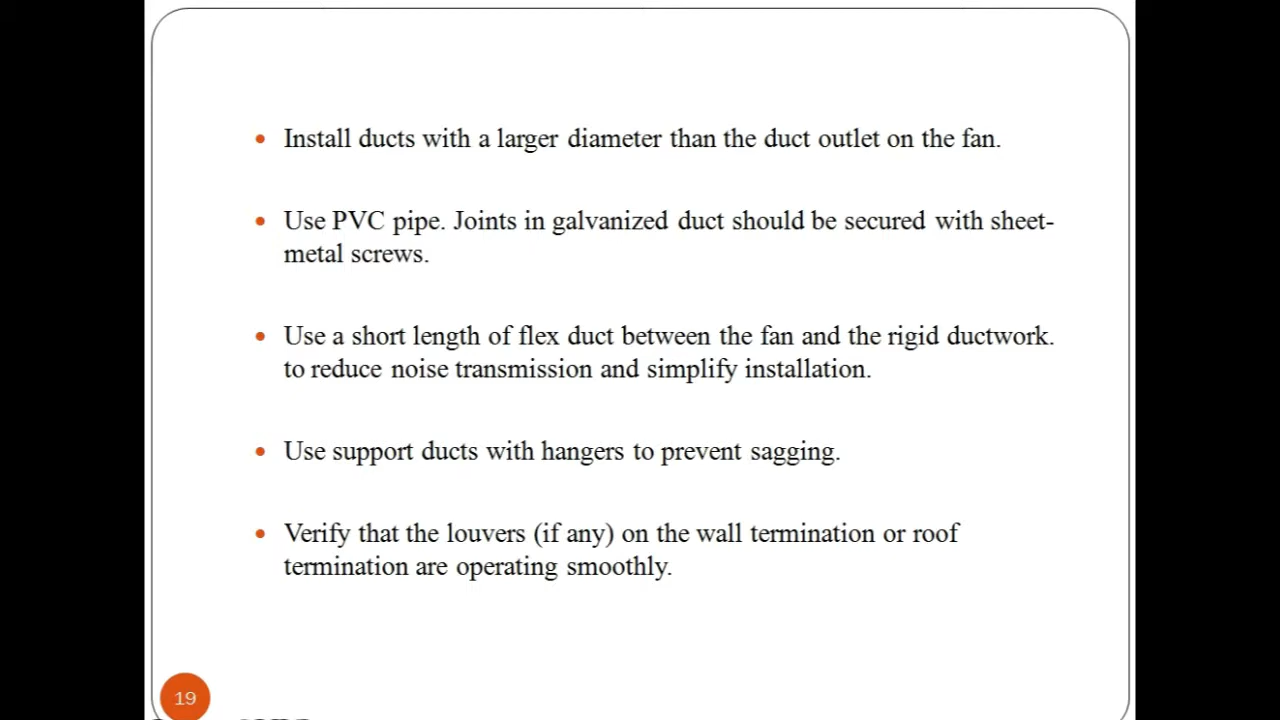 • Install ducts with a larger diameter than the duct outlet on the fan.
• Use PVC pipe. Joints in galvanized duct should be secured with sheet-
metal screws.
• Use a short length of flex duct between the fan and the rigid ductwork.
to reduce noise transmission and simplify installation.
• Use support ducts with hangers to prevent sagging.
• Verify that the louvers (if any) on the wall termination or roof
termination are operating smoothly.
19